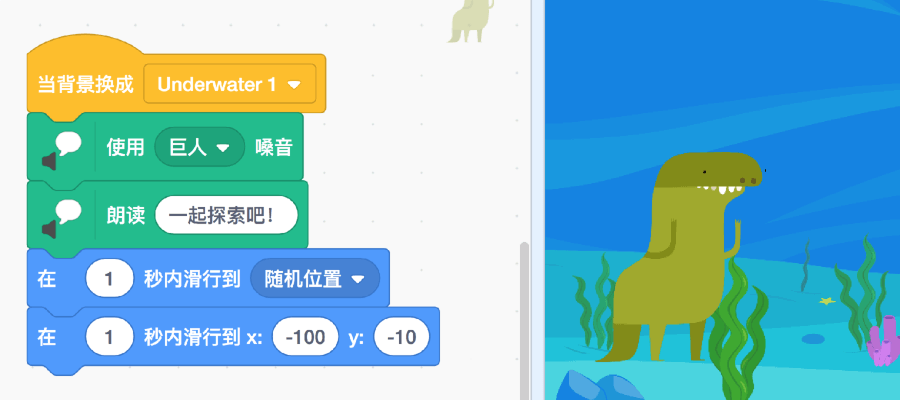 当背景换成 Underwater 1
使用 巨人 嗓音
朗读 一起探索吧！
在 1 秒内滑行到 随机位置
在 1 秒内滑行到 x: -100 y: -10